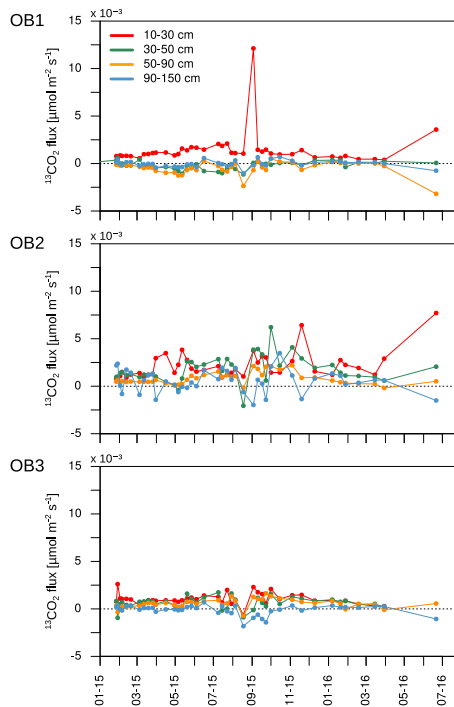 OB1
x 10⁻³
15
10
5
0
-5
¹³CO₂ flux [µmol m⁻² s⁻¹]
10-30 cm
30-50 cm
50-90 cm
90-150 cm
OB2
x 10⁻³
15
10
5
0
-5
¹³CO₂ flux [µmol m⁻² s⁻¹]
OB3
x 10⁻³
15
10
5
0
-5
¹³CO₂ flux [µmol m⁻² s⁻¹]
01-15
03-15
05-15
07-15
09-15
11-15
01-16
03-16
05-16
07-16